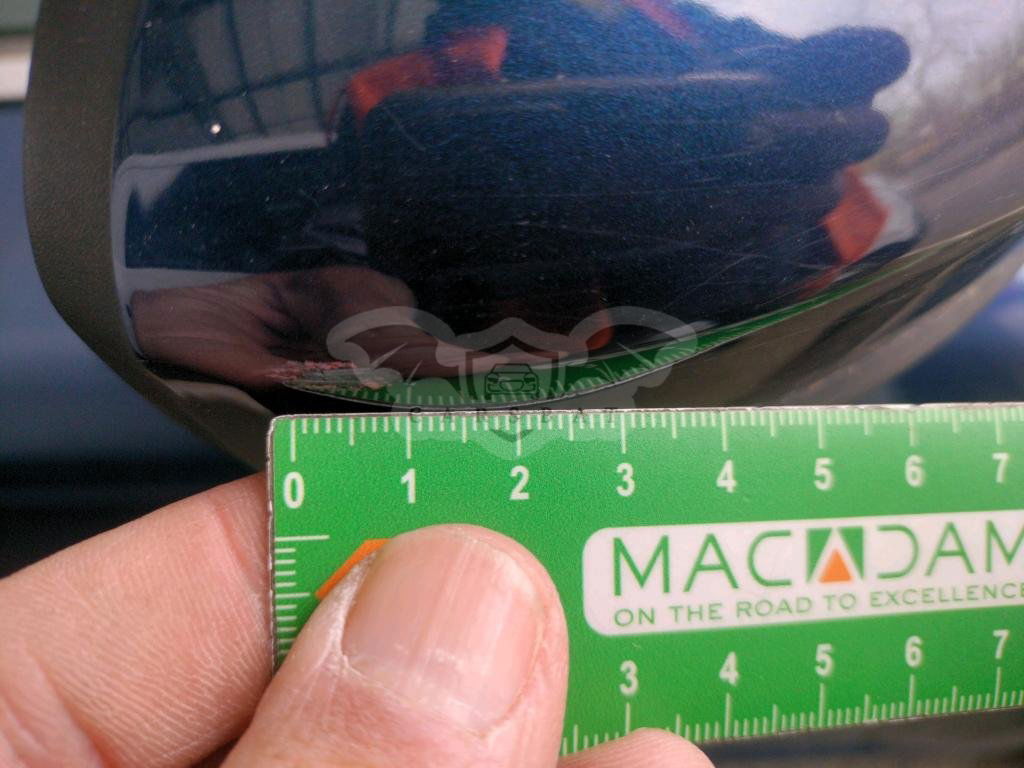 CARSBAY
0 1 2 3 4 5 6 7
MACADAM
ON THE ROAD TO EXCELLENCE
3 4 5 6 7